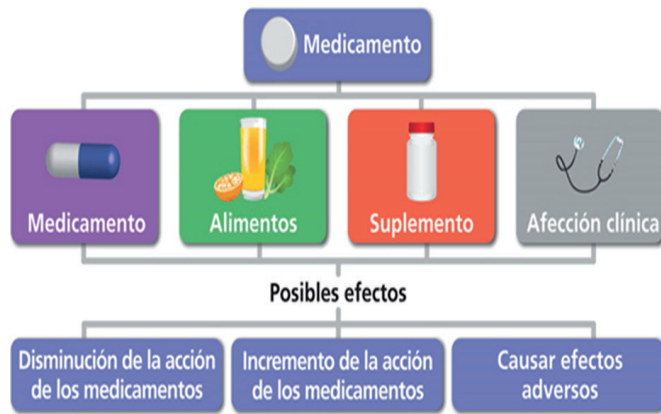 Medicamento
Medicamento
Alimentos
Suplemento
Afección clínica
Posibles efectos
Disminución de la acción
de los medicamentos
Incremento de la acción
de los medicamentos
Causar efectos
adversos